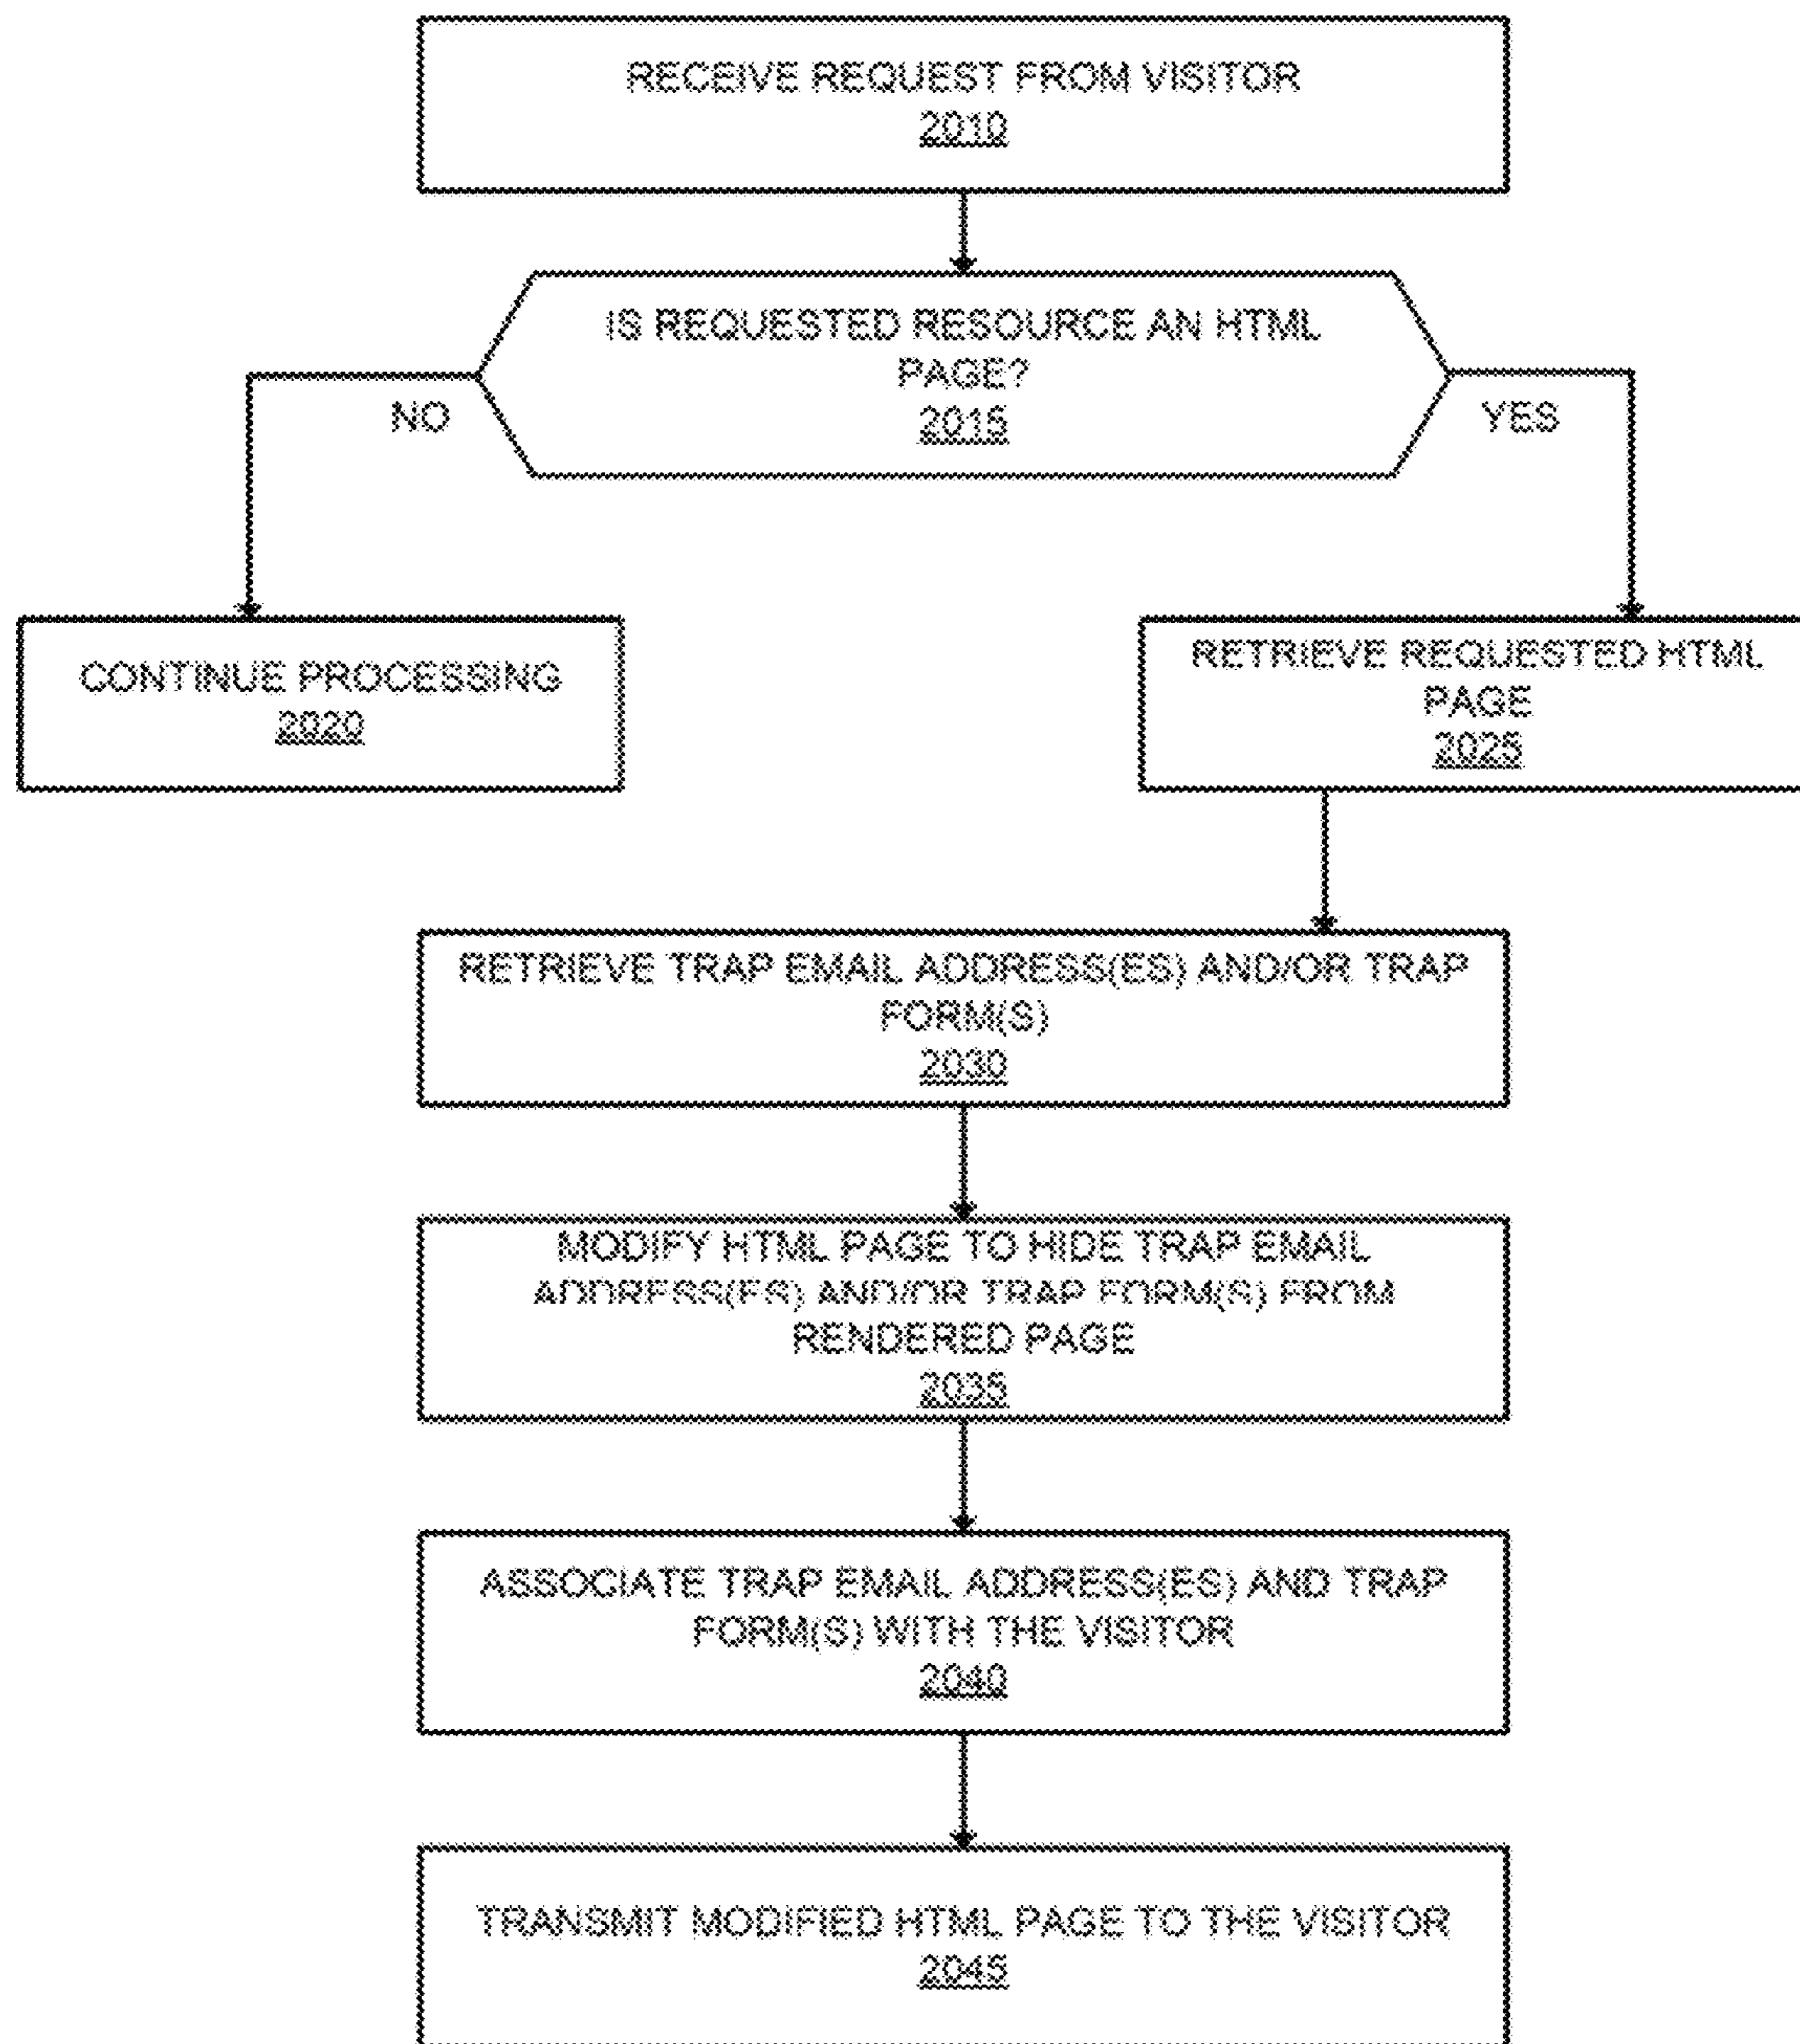 RECEIVE REQUEST FROM VISITOR
2010
IS REQUESTED RESOURCE AN HTML
PAGE?
2015
NO
YES
CONTINUE PROCESSING
2020
RETRIEVE REQUESTED HTML
PAGE
2025
RETRIEVE TRAP EMAIL ADDRESS(ES) AND/OR TRAP
FORM(S)
2030
MODIFY HTML PAGE TO HIDE TRAP EMAIL
ADDRESS(ES) AND/OR TRAP FORM(S) FROM
RENDERED PAGE
2035
ASSOCIATE TRAP EMAIL ADDRESS(ES) AND TRAP
FORM(S) WITH THE VISITOR
2040
TRANSMIT MODIFIED HTML PAGE TO THE VISITOR
2045